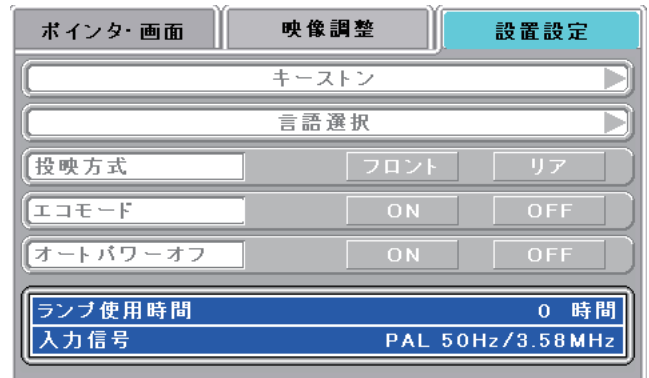 ポインタ・画面 映像調整 設置設定
キーストン
言語選択
投映方式 フロント リア
エコモード ON OFF
オートパワーオフ ON OFF
ランプ使用時間 0 時間
入力信号 PAL 50Hz/3.58MHz